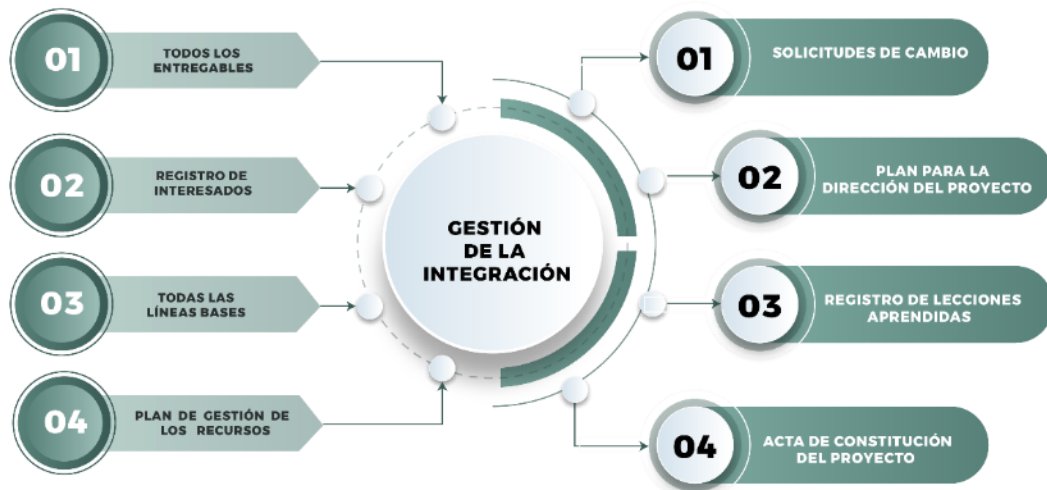 01
TODOS LOS
ENTREGABLES
02
REGISTRO DE
INTERESADOS
03
TODAS LAS
LÍNEAS BASES
04
PLAN DE GESTIÓN DE
LOS RECURSOS
GESTIÓN
DE LA
INTEGRACIÓN
01
SOLICITUDES DE CAMBIO
02
PLAN PARA LA
DIRECCIÓN DEL PROYECTO
03
REGISTRO DE LECCIONES
APRENDIDAS
04
ACTA DE CONSTITUCIÓN
DEL PROYECTO